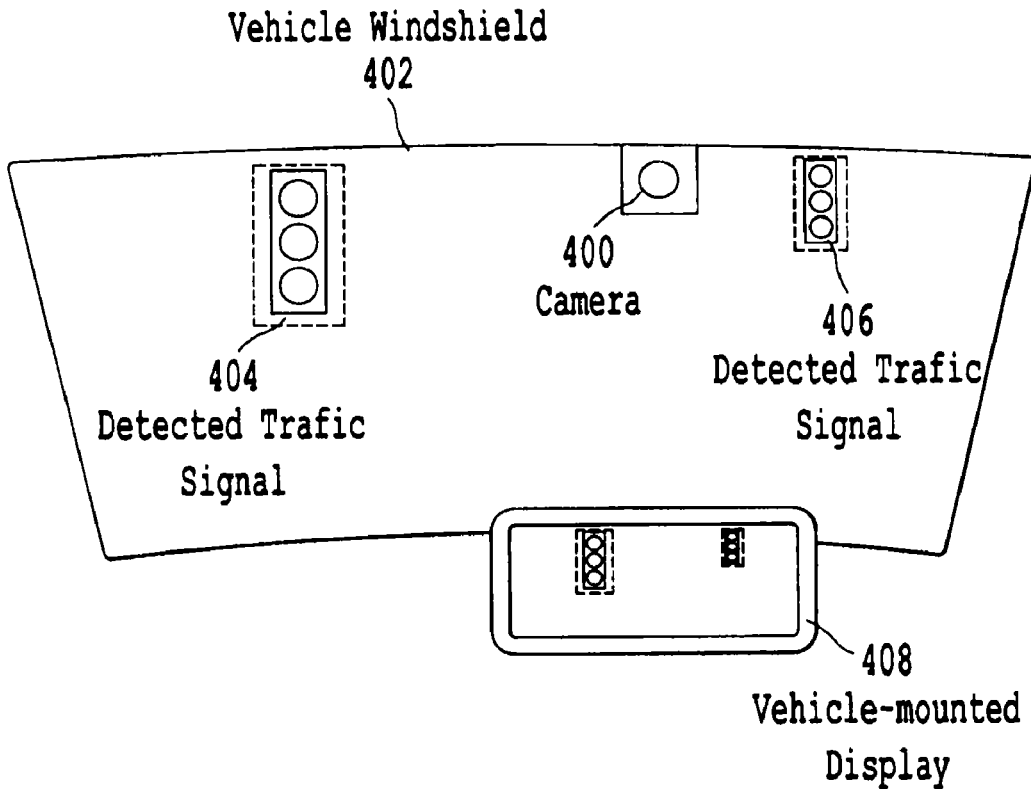 Vehicle Windshield
402
400
Camera
404
Detected Trafic
Signal
406
Detected Trafic
Signal
408
Vehicle-mounted
Display